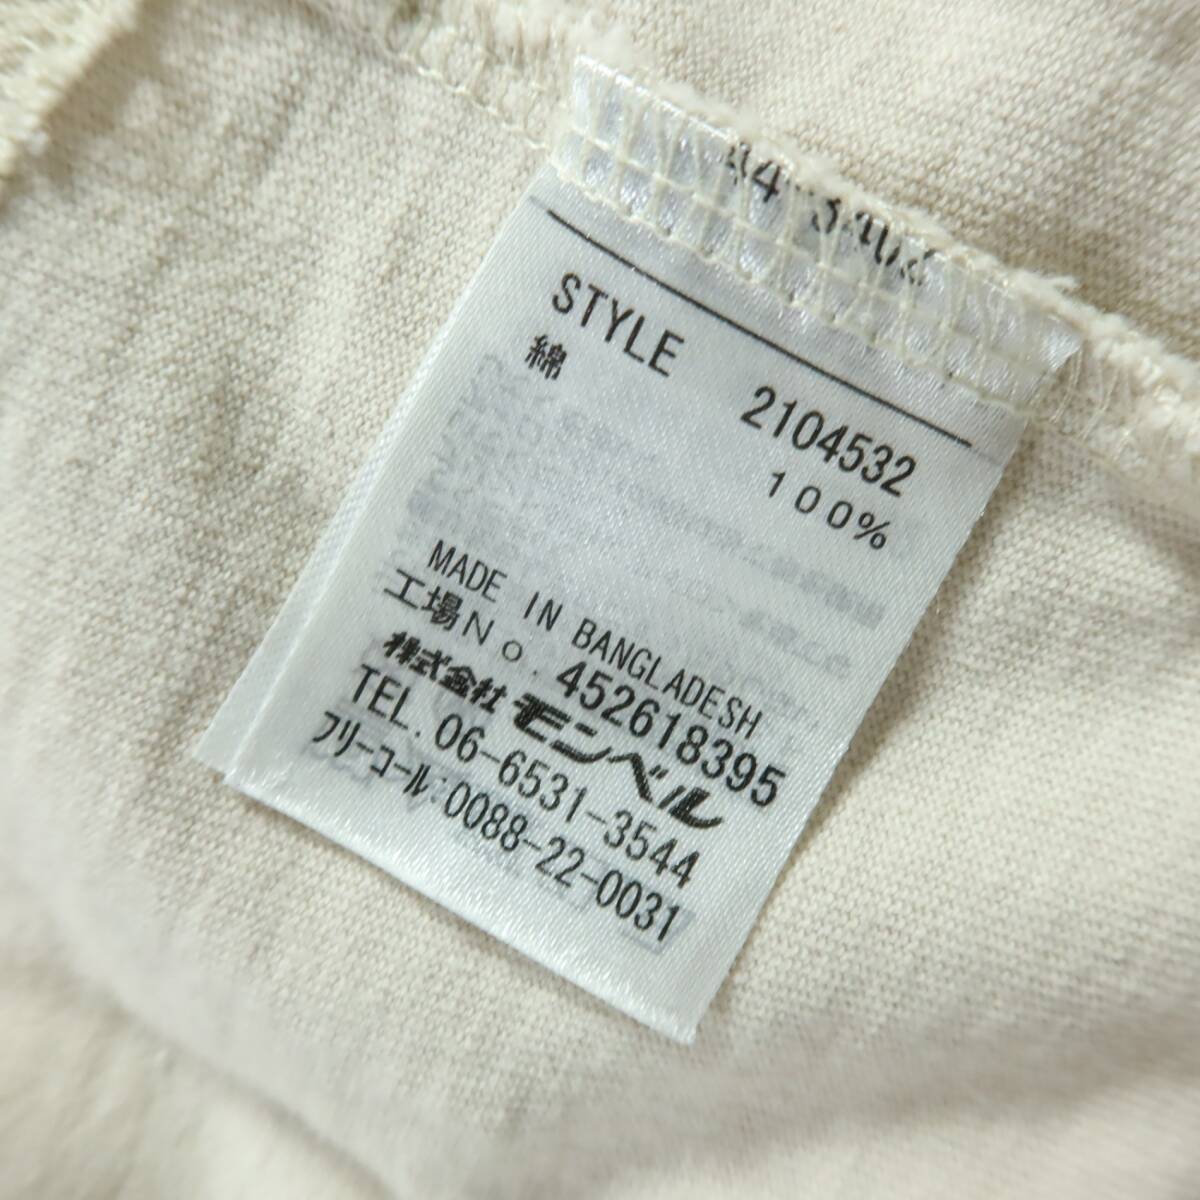 STYLE 2104532
綿 100%
MADE IN BANGLADESH
工場No. 452618395
株式会社モンベル
TEL. 06-6531-3544
フリーコール:0088-22-0031